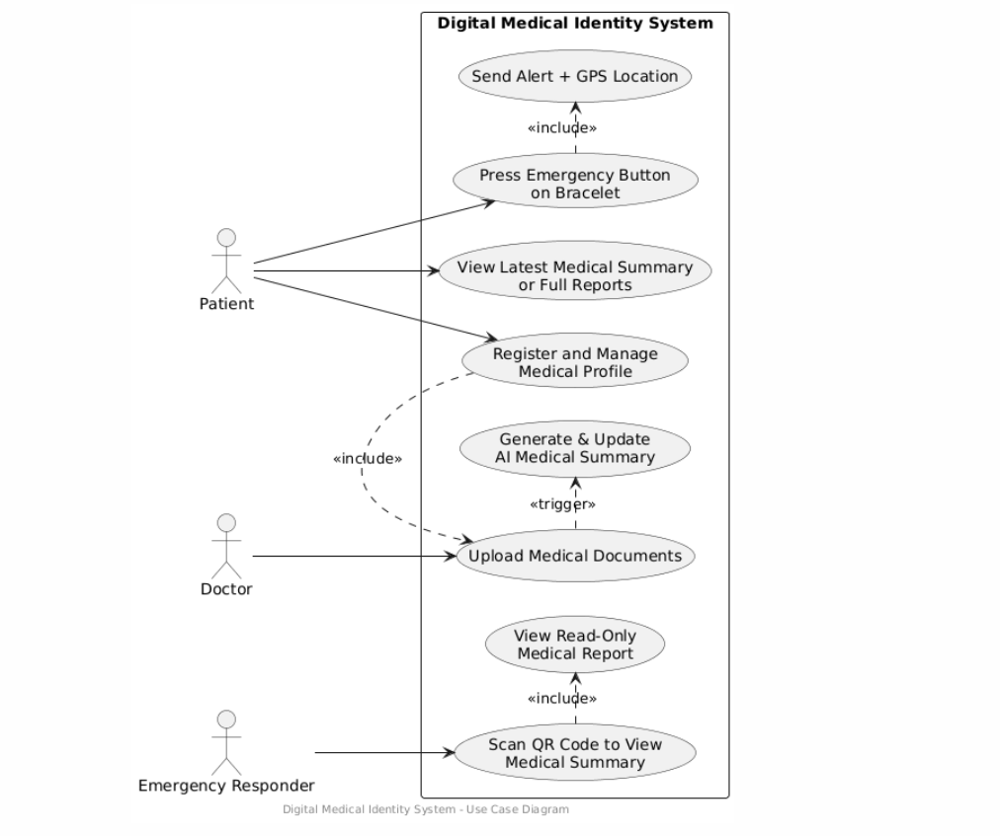 Digital Medical Identity System
Send Alert + GPS Location
«include»
Press Emergency Button
on Bracelet
View Latest Medical Summary
or Full Reports
Patient
Register and Manage
Medical Profile
Generate & Update
AI Medical Summary
«include»
«trigger»
Upload Medical Documents
Doctor
View Read-Only
Medical Report
«include»
Scan QR Code to View
Medical Summary
Emergency Responder
Digital Medical Identity System - Use Case Diagram